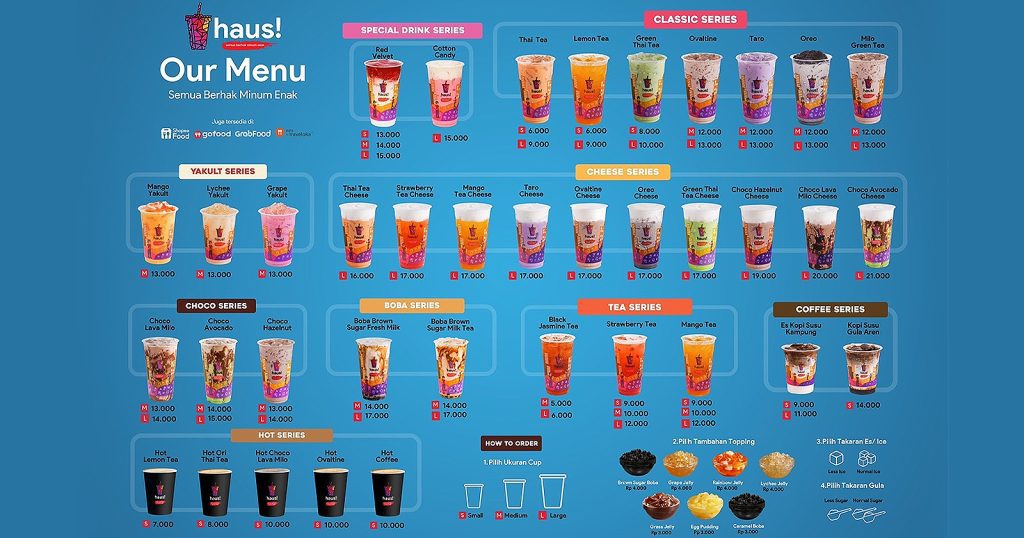 haus!
Our Menu
Semua Berhak Minum Enak
Juga tersedia di:
Shopee Food gofood GrabFood
SPECIAL DRINK SERIES
Red Velvet
S 13.000
M 14.000
L 15.000
Cotton Candy
L 15.000
CLASSIC SERIES
Thai Tea
S 6.000
L 9.000
Lemon Tea
S 6.000
L 9.000
Green Thai Tea
S 8.000
L 10.000
Ovaltine
M 12.000
L 13.000
Taro
M 12.000
L 13.000
Oreo
M 12.000
L 13.000
Milo Green Tea
M 12.000
L 13.000
YAKULT SERIES
Mango Yakult
M 13.000
Lychee Yakult
M 13.000
Grape Yakult
M 13.000
CHEESE SERIES
Thai Tea Cheese
L 16.000
Strawberry Tea Cheese
L 17.000
Mango Tea Cheese
L 17.000
Taro Cheese
L 17.000
Ovaltine Cheese
L 17.000
Oreo Cheese
L 17.000
Green Thai Tea Cheese
L 17.000
Choco Hazelnut Cheese
L 19.000
Choco Lava Milo Cheese
L 20.000
Choco Avocado Cheese
L 21.000
CHOCO SERIES
Choco Lava Milo
M 13.000
L 14.000
Choco Avocado
M 14.000
L 15.000
Choco Hazelnut
M 13.000
L 14.000
BOBA SERIES
Boba Brown Sugar Fresh Milk
M 14.000
L 17.000
Boba Brown Sugar Milk Tea
M 14.000
L 17.000
TEA SERIES
Black Jasmine Tea
M 5.000
L 6.000
Strawberry Tea
S 9.000
M 10.000
L 12.000
Mango Tea
S 9.000
M 10.000
L 12.000
COFFEE SERIES
Es Kopi Susu Kampung
S 9.000
L 11.000
Kopi Susu Gula Aren
S 14.000
HOT SERIES
Hot Lemon Tea
S 7.000
Hot Ori Thai Tea
S 8.000
Hot Choco Lava Milo
S 10.000
Hot Ovaltine
S 10.000
Hot Coffee
S 10.000
HOW TO ORDER
1.Pilih Ukuran Cup
S Small M Medium L Large
2.Pilih Tambahan Topping
Brown Sugar Boba
Rp 4.000
Grape Jelly
Rp 4.000
Rainbow Jelly
Rp 4.000
Lychee Jelly
Rp 4.000
Grass Jelly
Rp 3.000
Egg Pudding
Rp 3.000
Caramel Boba
Rp 3.000
3.Pilih Takaran Es/ Ice
Less Ice Normal Ice
4.Pilih Takaran Gula
Less Sugar Normal Sugar